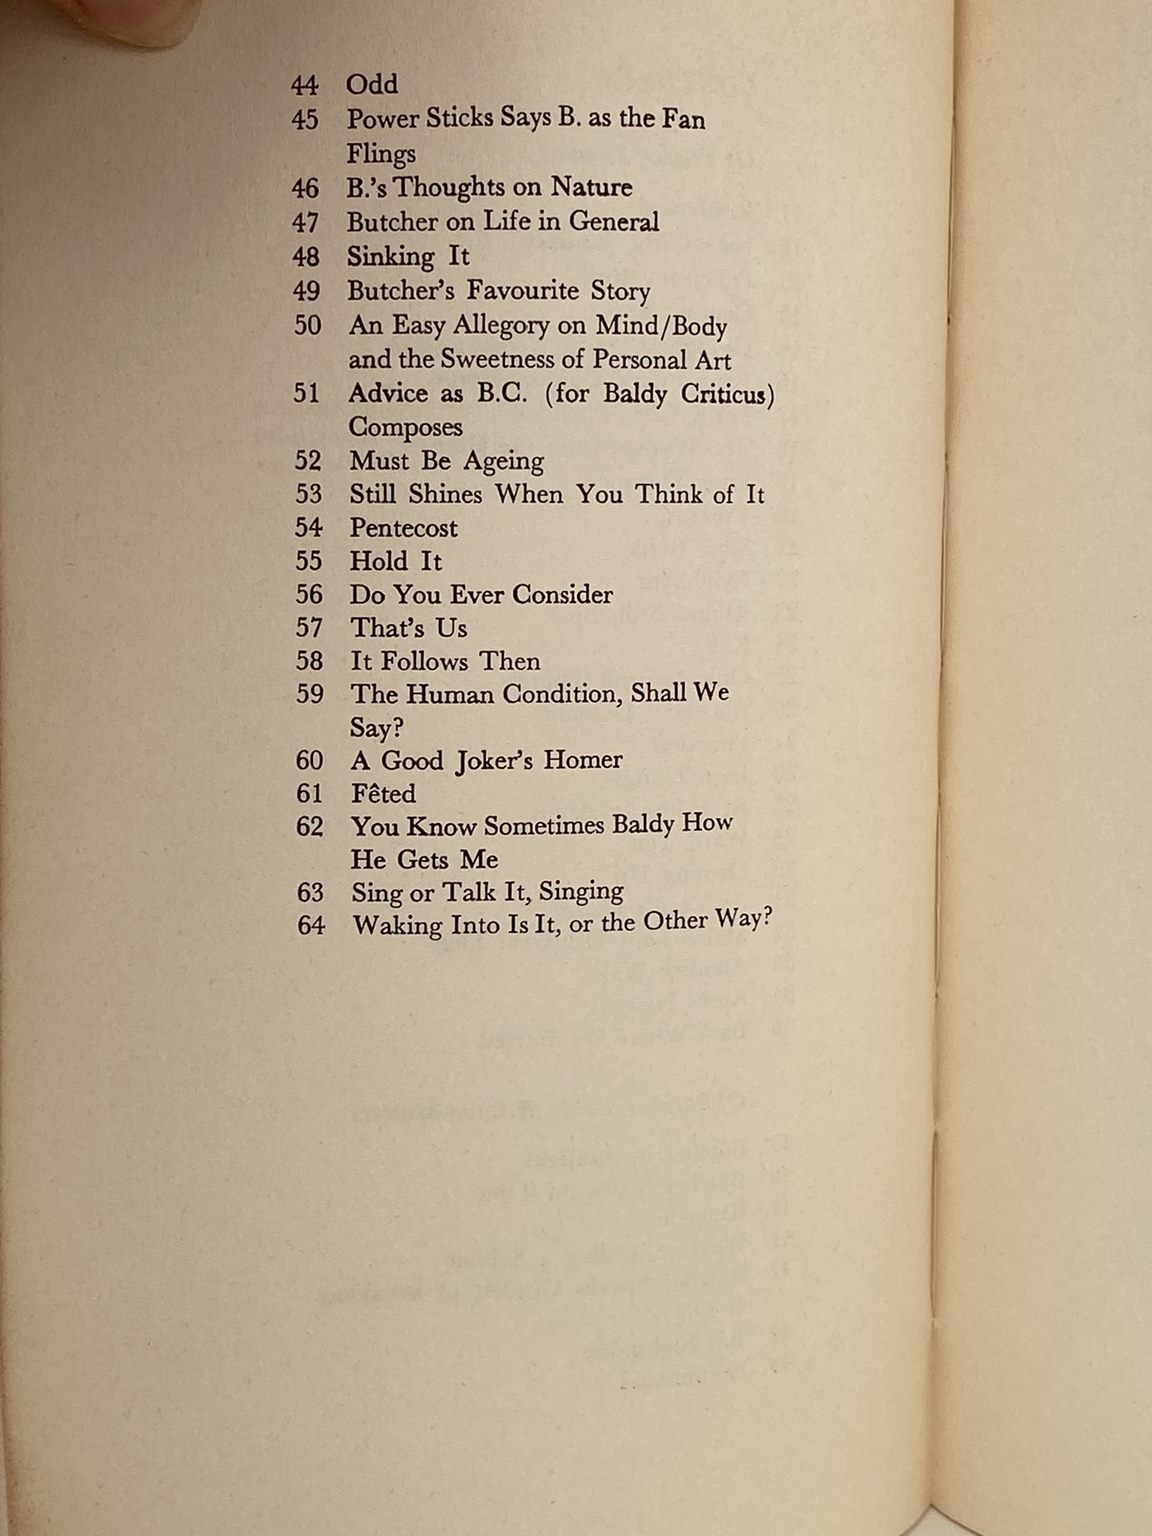 44 Odd
45 Power Sticks Says B. as the Fan
Flings
46 B.'s Thoughts on Nature
47 Butcher on Life in General
48 Sinking It
49 Butcher's Favourite Story
50 An Easy Allegory on Mind/Body
and the Sweetness of Personal Art
51 Advice as B.C. (for Baldy Criticus)
Composes
52 Must Be Ageing
53 Still Shines When You Think of It
54 Pentecost
55 Hold It
56 Do You Ever Consider
57 That's Us
58 It Follows Then
59 The Human Condition, Shall We
Say?
60 A Good Joker's Homer
61 Fêted
62 You Know Sometimes Baldy How
He Gets Me
63 Sing or Talk It, Singing
64 Waking Into Is It, or the Other Way?